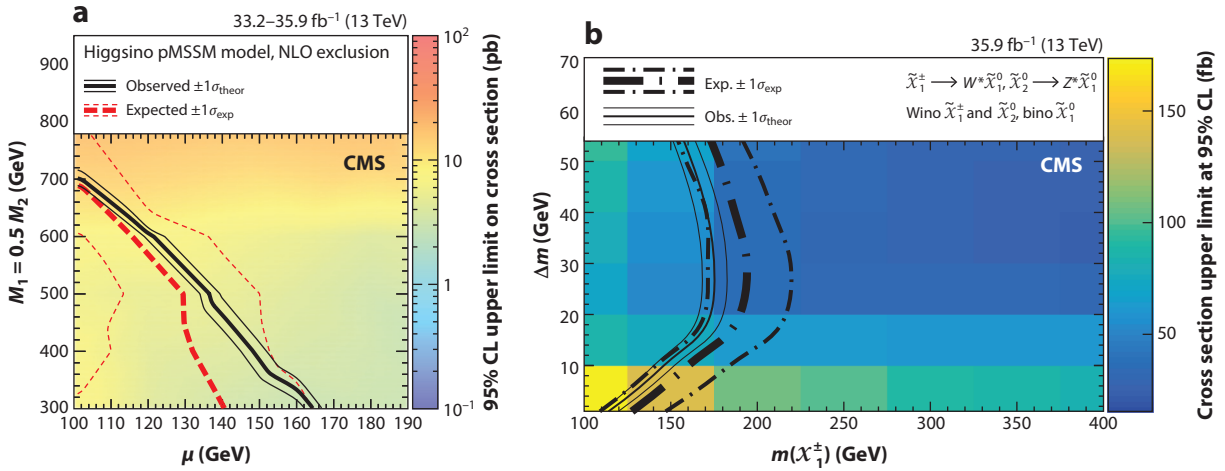 a
33.2–35.9 fb⁻¹ (13 TeV)
Higgsino pMSSM model, NLO exclusion
Observed ±1σtheor
Expected ±1σexp
CMS
900
800
700
600
500
400
300
M₁ = 0.5 M₂ (GeV)
100 110 120 130 140 150 160 170 180 190
μ (GeV)
10²
10
1
10⁻¹
95% CL upper limit on cross section (pb)
b
35.9 fb⁻¹ (13 TeV)
Exp. ± 1σexp
Obs. ± 1σtheor
χ̃₁± → W*χ̃₁⁰, χ̃₂⁰ → Z*χ̃₁⁰
Wino χ̃₁± and χ̃₂⁰, bino χ̃₁⁰
CMS
70
60
50
40
30
20
10
Δm (GeV)
100 150 200 250 300 350 400
m(χ₁±) (GeV)
150
100
50
Cross section upper limit at 95% CL (fb)